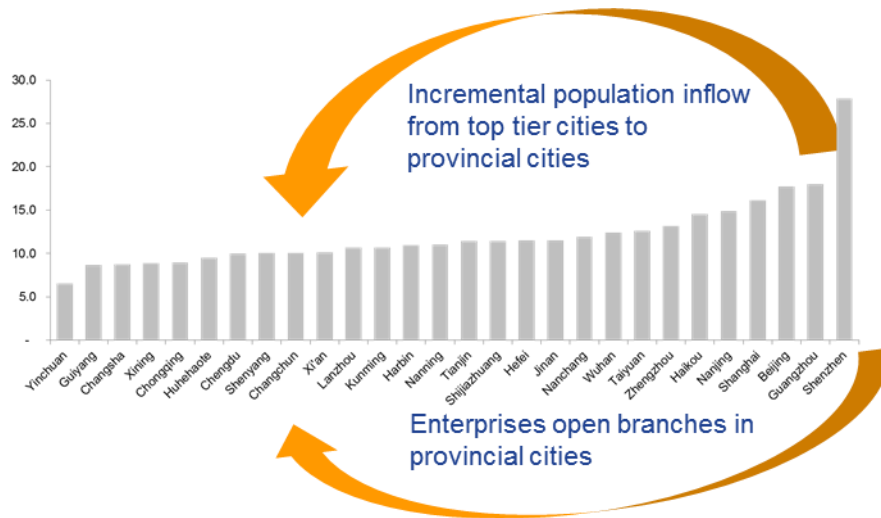 Incremental population inflow
from top tier cities to
provincial cities
30.0
25.0
20.0
15.0
10.0
5.0
-
Yinchuan
Guiyang
Changsha
Xining
Chongqing
Huhehaote
Chengdu
Shenyang
Changchun
Xi'an
Lanzhou
Kunming
Harbin
Nanning
Tianjin
Shijiazhuang
Hefei
Jinan
Nanchang
Wuhan
Taiyuan
Zhengzhou
Haikou
Nanjing
Shanghai
Beijing
Guangzhou
Shenzhen
Enterprises open branches in
provincial cities